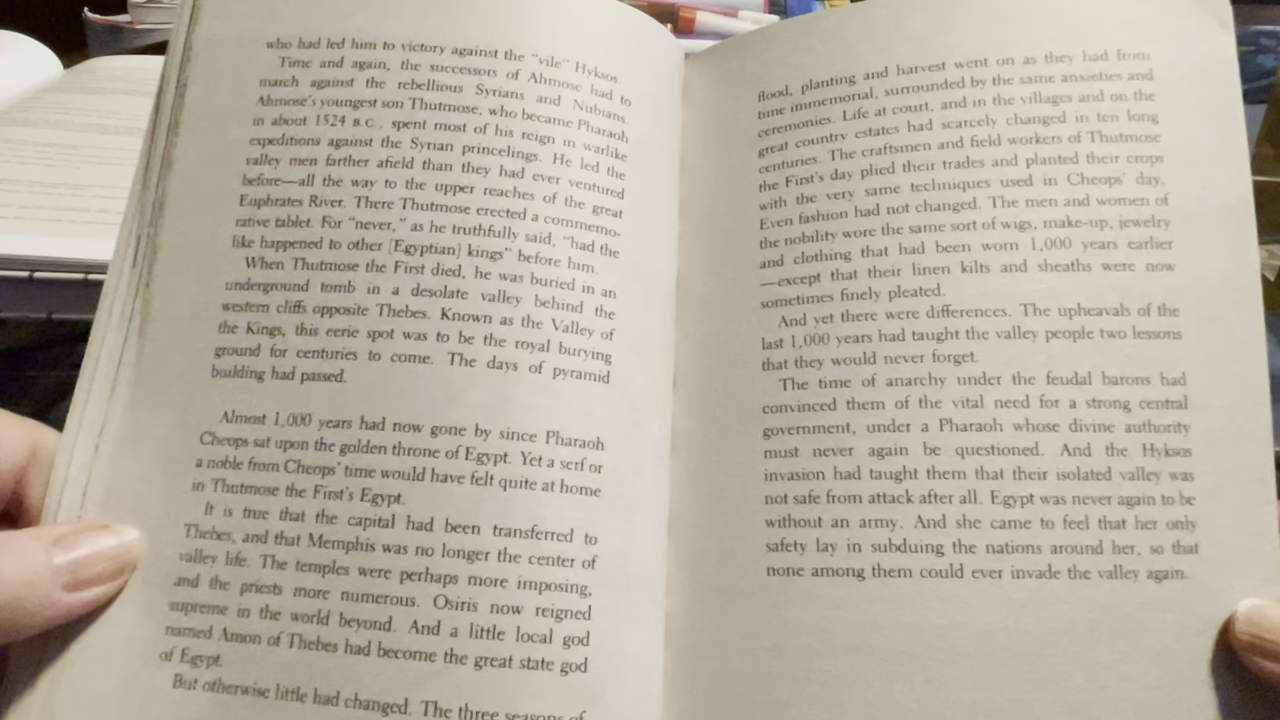 who had led him to victory against the "vile" Hyksos.
Time and again, the successors of Ahmose had to
march against the rebellious Syrians and Nubians.
Ahmose's youngest son Thutmose, who became Pharaoh
in about 1524 B.C., spent most of his reign in warlike
expeditions against the Syrian princelings. He led the
valley men farther afield than they had ever ventured
before—all the way to the upper reaches of the great
Euphrates River. There Thutmose erected a commemo-
rative tablet. For "never," as he truthfully said, "had the
like happened to other [Egyptian] kings" before him.
When Thutmose the First died, he was buried in an
underground tomb in a desolate valley behind the
western cliffs opposite Thebes. Known as the Valley of
the Kings, this eerie spot was to be the royal burying
ground for centuries to come. The days of pyramid
building had passed.
Almost 1,000 years had now gone by since Pharaoh
Cheops sat upon the golden throne of Egypt. Yet a serf or
a noble from Cheops' time would have felt quite at home
in Thutmose the First's Egypt.
It is true that the capital had been transferred to
Thebes, and that Memphis was no longer the center of
valley life. The temples were perhaps more imposing,
and the priests more numerous. Osiris now reigned
supreme in the world beyond. And a little local god
named Amon of Thebes had become the great state god
of Egypt.
But otherwise little had changed. The three seasons of
flood, planting and harvest went on as they had from
time immemorial, surrounded by the same anxieties and
ceremonies. Life at court, and in the villages and on the
great country estates had scarcely changed in ten long
centuries. The craftsmen and field workers of Thutmose
the First's day plied their trades and planted their crops
with the very same techniques used in Cheops' day.
Even fashion had not changed. The men and women of
the nobility wore the same sort of wigs, make-up, jewelry
and clothing that had been worn 1,000 years earlier
—except that their linen kilts and sheaths were now
sometimes finely pleated.
And yet there were differences. The upheavals of the
last 1,000 years had taught the valley people two lessons
that they would never forget.
The time of anarchy under the feudal barons had
convinced them of the vital need for a strong central
government, under a Pharaoh whose divine authority
must never again be questioned. And the Hyksos
invasion had taught them that their isolated valley was
not safe from attack after all. Egypt was never again to be
without an army. And she came to feel that her only
safety lay in subduing the nations around her, so that
none among them could ever invade the valley again.